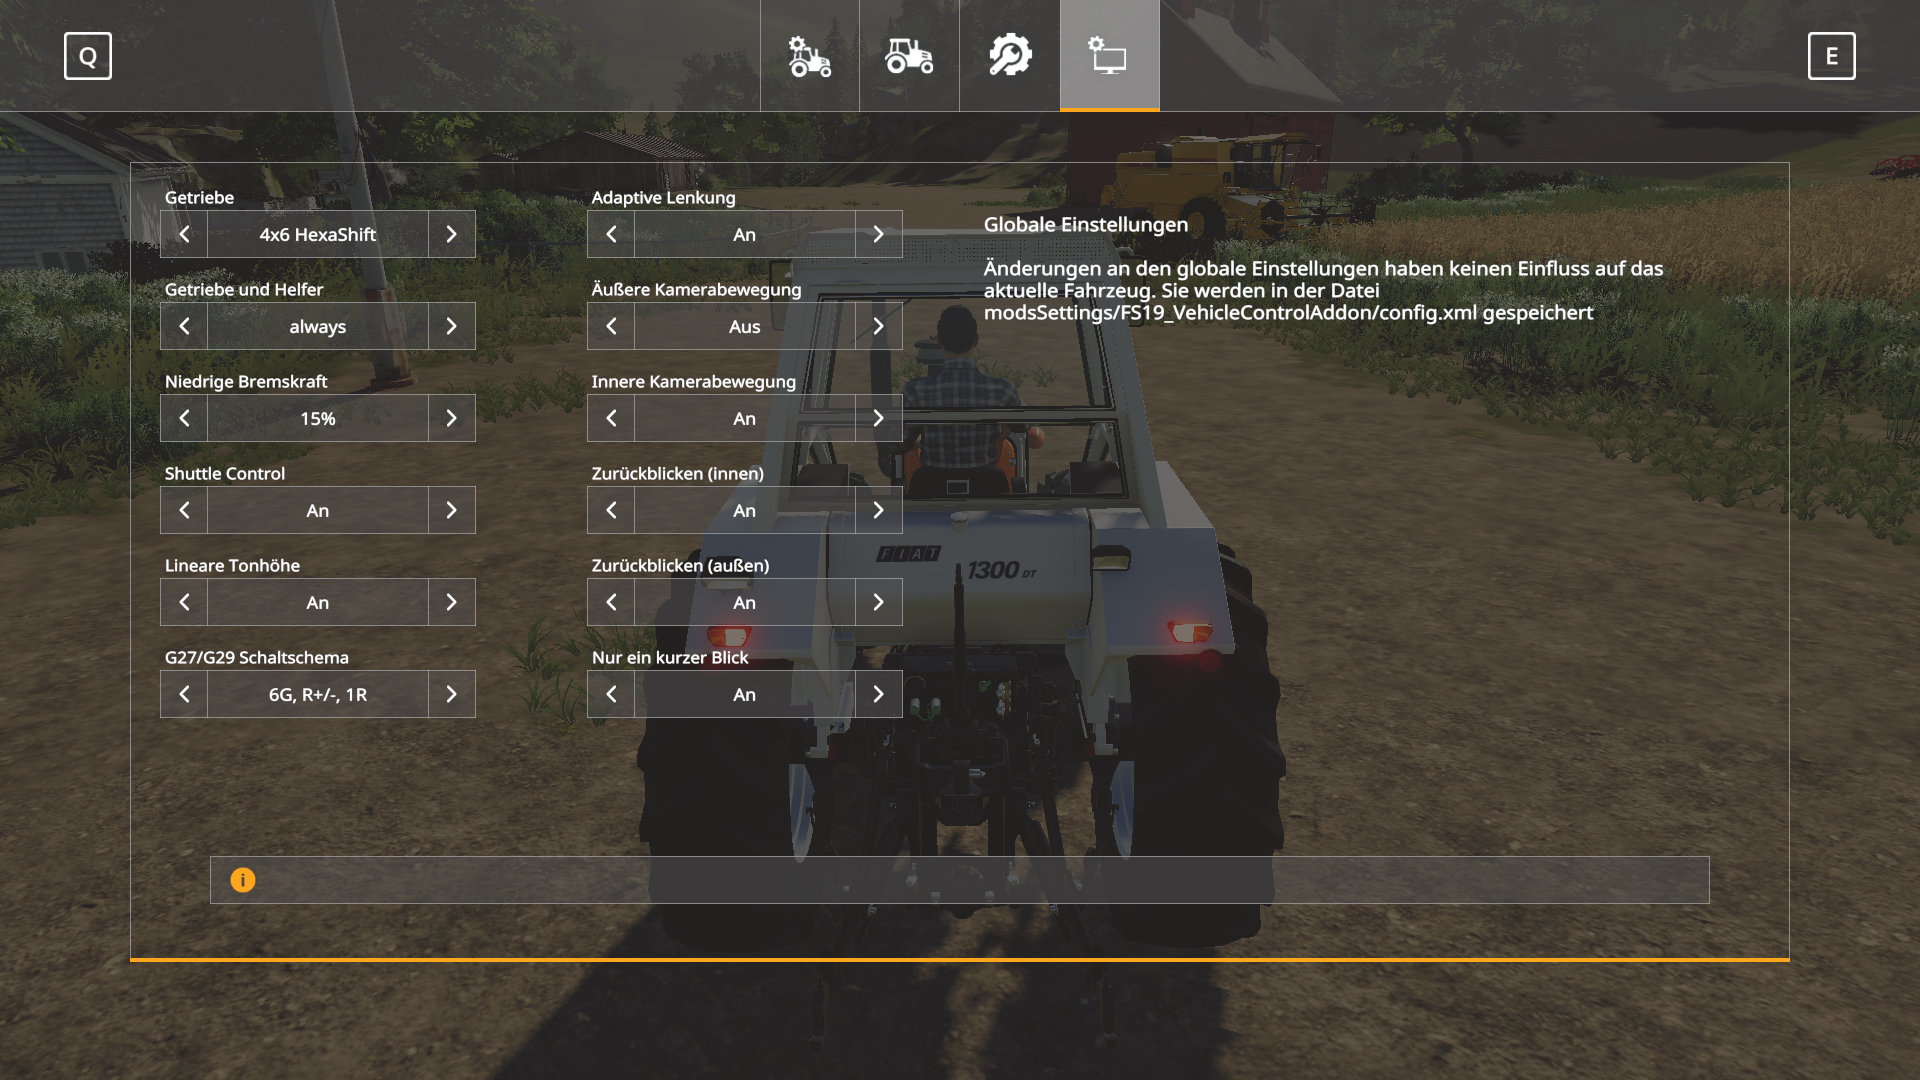 Q
E
Getriebe
4x6 HexaShift
Getriebe und Helfer
always
Niedrige Bremskraft
15%
Shuttle Control
An
Lineare Tonhöhe
An
G27/G29 Schaltschema
6G, R+/-, 1R
Adaptive Lenkung
An
Äußere Kamerabewegung
Aus
Innere Kamerabewegung
An
Zurückblicken (innen)
An
Zurückblicken (außen)
An
Nur ein kurzer Blick
An
Globale Einstellungen
Änderungen an den globale Einstellungen haben keinen Einfluss auf das
aktuelle Fahrzeug. Sie werden in der Datei
modsSettings/FS19_VehicleControlAddon/config.xml gespeichert
FIAT
1300 DT
i